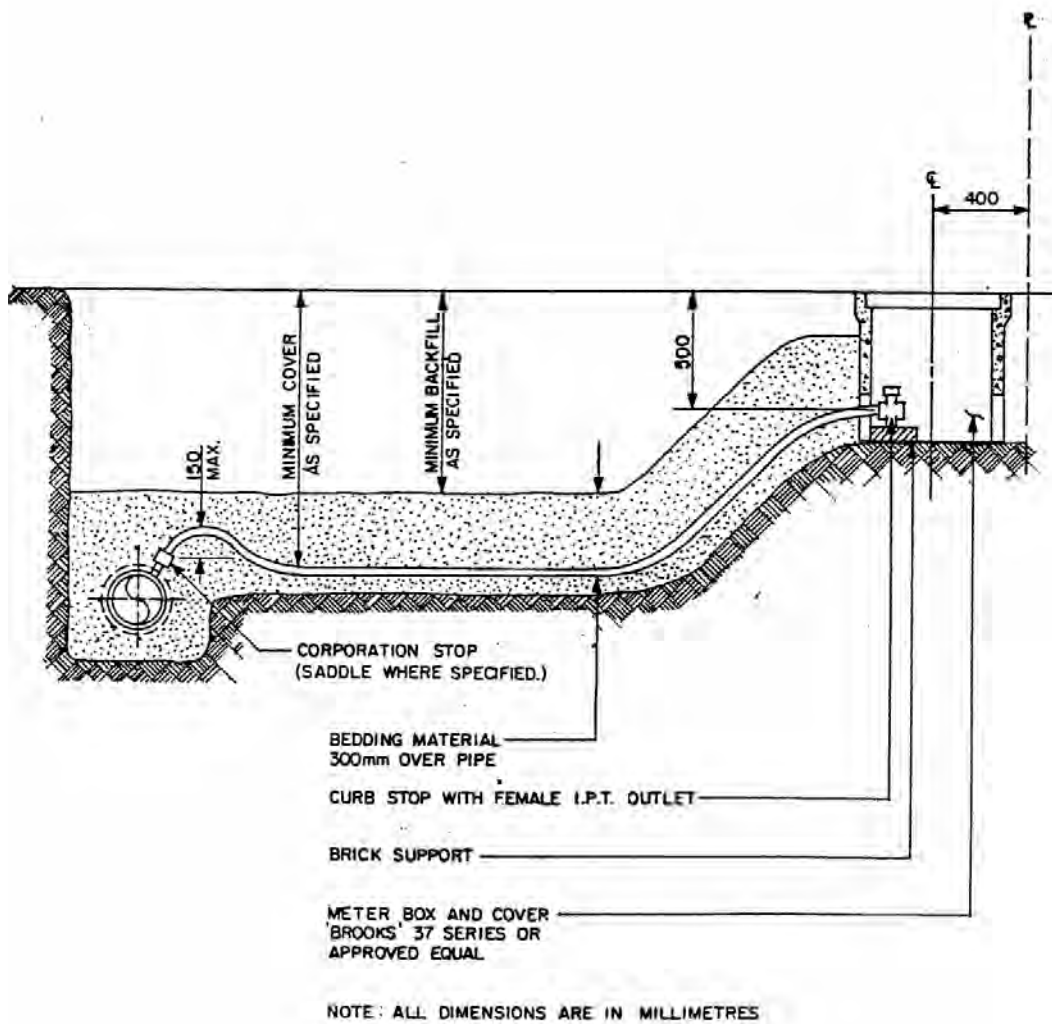 ℄
℄
400
500
MINIMUM COVER
AS SPECIFIED
MINIMUM BACKFILL
AS SPECIFIED
150
MAX.
CORPORATION STOP
(SADDLE WHERE SPECIFIED.)
BEDDING MATERIAL
300mm OVER PIPE
CURB STOP WITH FEMALE I.P.T. OUTLET
BRICK SUPPORT
METER BOX AND COVER
'BROOKS' 37 SERIES OR
APPROVED EQUAL
NOTE: ALL DIMENSIONS ARE IN MILLIMETRES